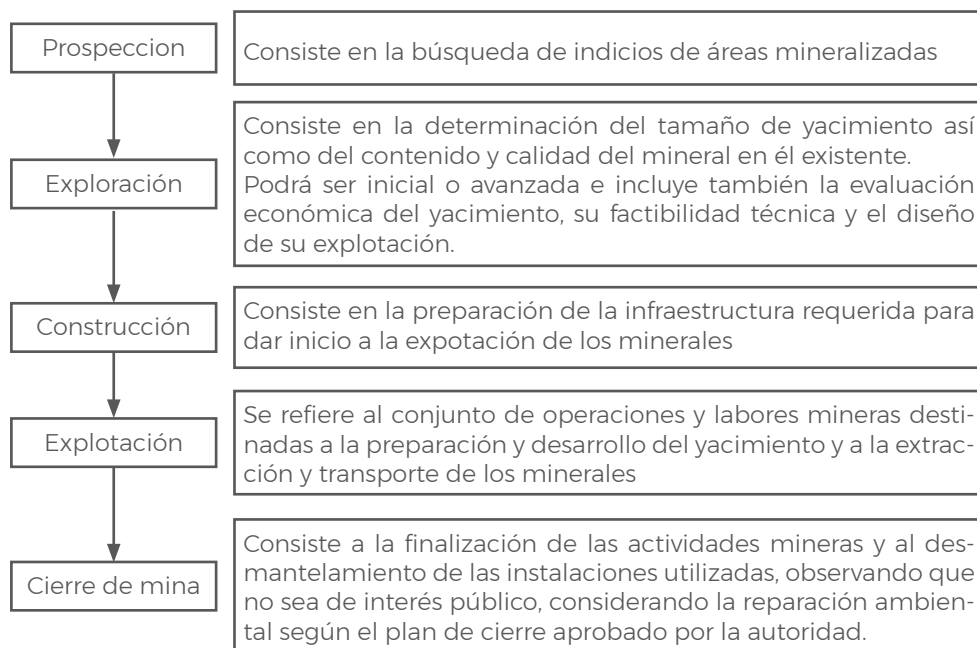 Prospeccion
Consiste en la búsqueda de indicios de áreas mineralizadas
Exploración
Consiste en la determinación del tamaño de yacimiento así
como del contenido y calidad del mineral en él existente.
Podrá ser inicial o avanzada e incluye también la evaluación
económica del yacimiento, su factibilidad técnica y el diseño
de su explotación.
Construcción
Consiste en la preparación de la infraestructura requerida para
dar inicio a la expotación de los minerales
Explotación
Se refiere al conjunto de operaciones y labores mineras desti-
nadas a la preparación y desarrollo del yacimiento y a la extrac-
ción y transporte de los minerales
Cierre de mina
Consiste a la finalización de las actividades mineras y al des-
mantelamiento de las instalaciones utilizadas, observando que
no sea de interés público, considerando la reparación ambien-
tal según el plan de cierre aprobado por la autoridad.